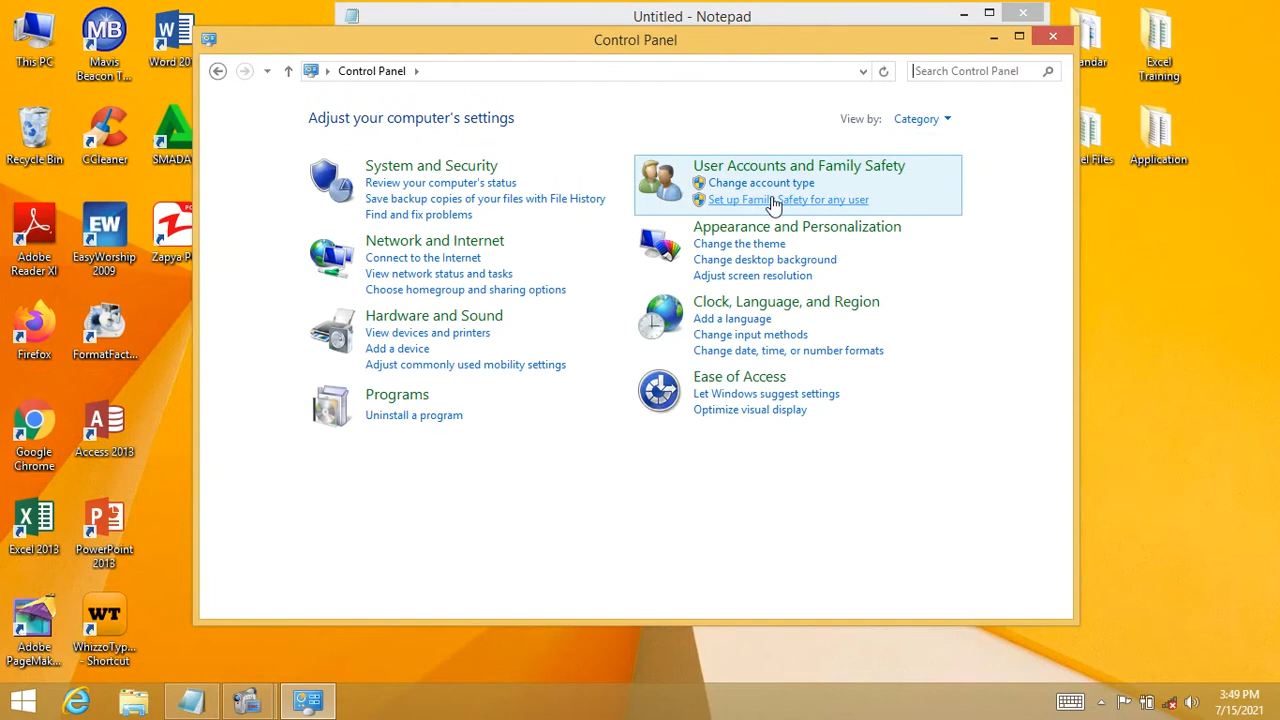 Untitled - Notepad
Control Panel
Control Panel
Search Control Panel
Adjust your computer's settings
View by: Category
System and Security
Review your computer's status
Save backup copies of your files with File History
Find and fix problems
Network and Internet
Connect to the Internet
View network status and tasks
Choose homegroup and sharing options
Hardware and Sound
View devices and printers
Add a device
Adjust commonly used mobility settings
Programs
Uninstall a program
User Accounts and Family Safety
Change account type
Set up Family Safety for any user
Appearance and Personalization
Change the theme
Change desktop background
Adjust screen resolution
Clock, Language, and Region
Add a language
Change input methods
Change date, time, or number formats
Ease of Access
Let Windows suggest settings
Optimize visual display
This PC
MB
Mavis
Beacon T...
Word 20
Recycle Bin
CCleaner
SMADA
Adobe
Reader XI
EW
EasyWorship
2009
Zapya P
Firefox
FormatFact...
Google
Chrome
Access 2013
Excel 2013
PowerPoint
2013
Adobe
PageMak...
WT
WhizzoTyp...
- Shortcut
andar
Excel
Training
el Files
Application
3:49 PM
7/15/2021